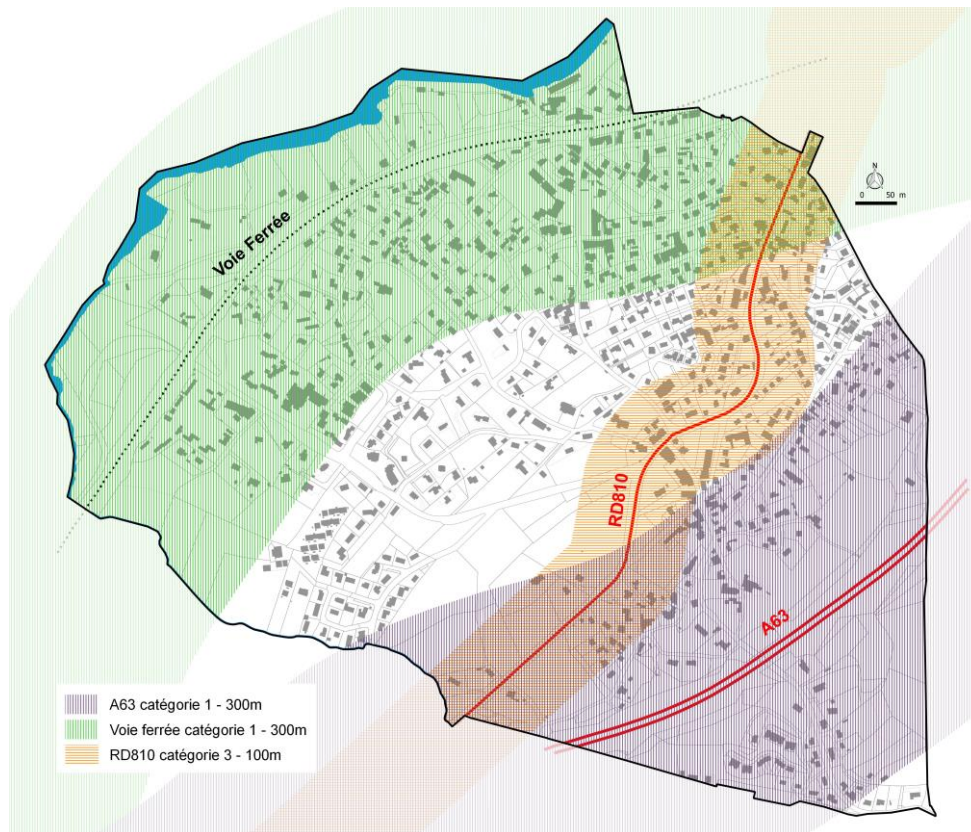 Voie Ferrée
N
0 50 m
RD810
A63
A63 catégorie 1 - 300m
Voie ferrée catégorie 1 - 300m
RD810 catégorie 3 - 100m